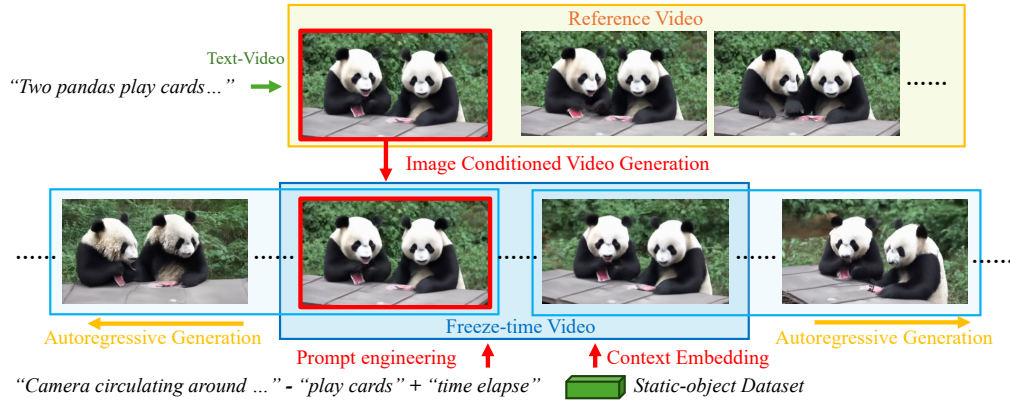 Reference Video
Text-Video
“Two pandas play cards…”
......
Image Conditioned Video Generation
...... ...... ...... ...... ......
Autoregressive Generation
Freeze-time Video
Autoregressive Generation
Prompt engineering
Context Embedding
“Camera circulating around …” - “play cards” + “time elapse”
Static-object Dataset